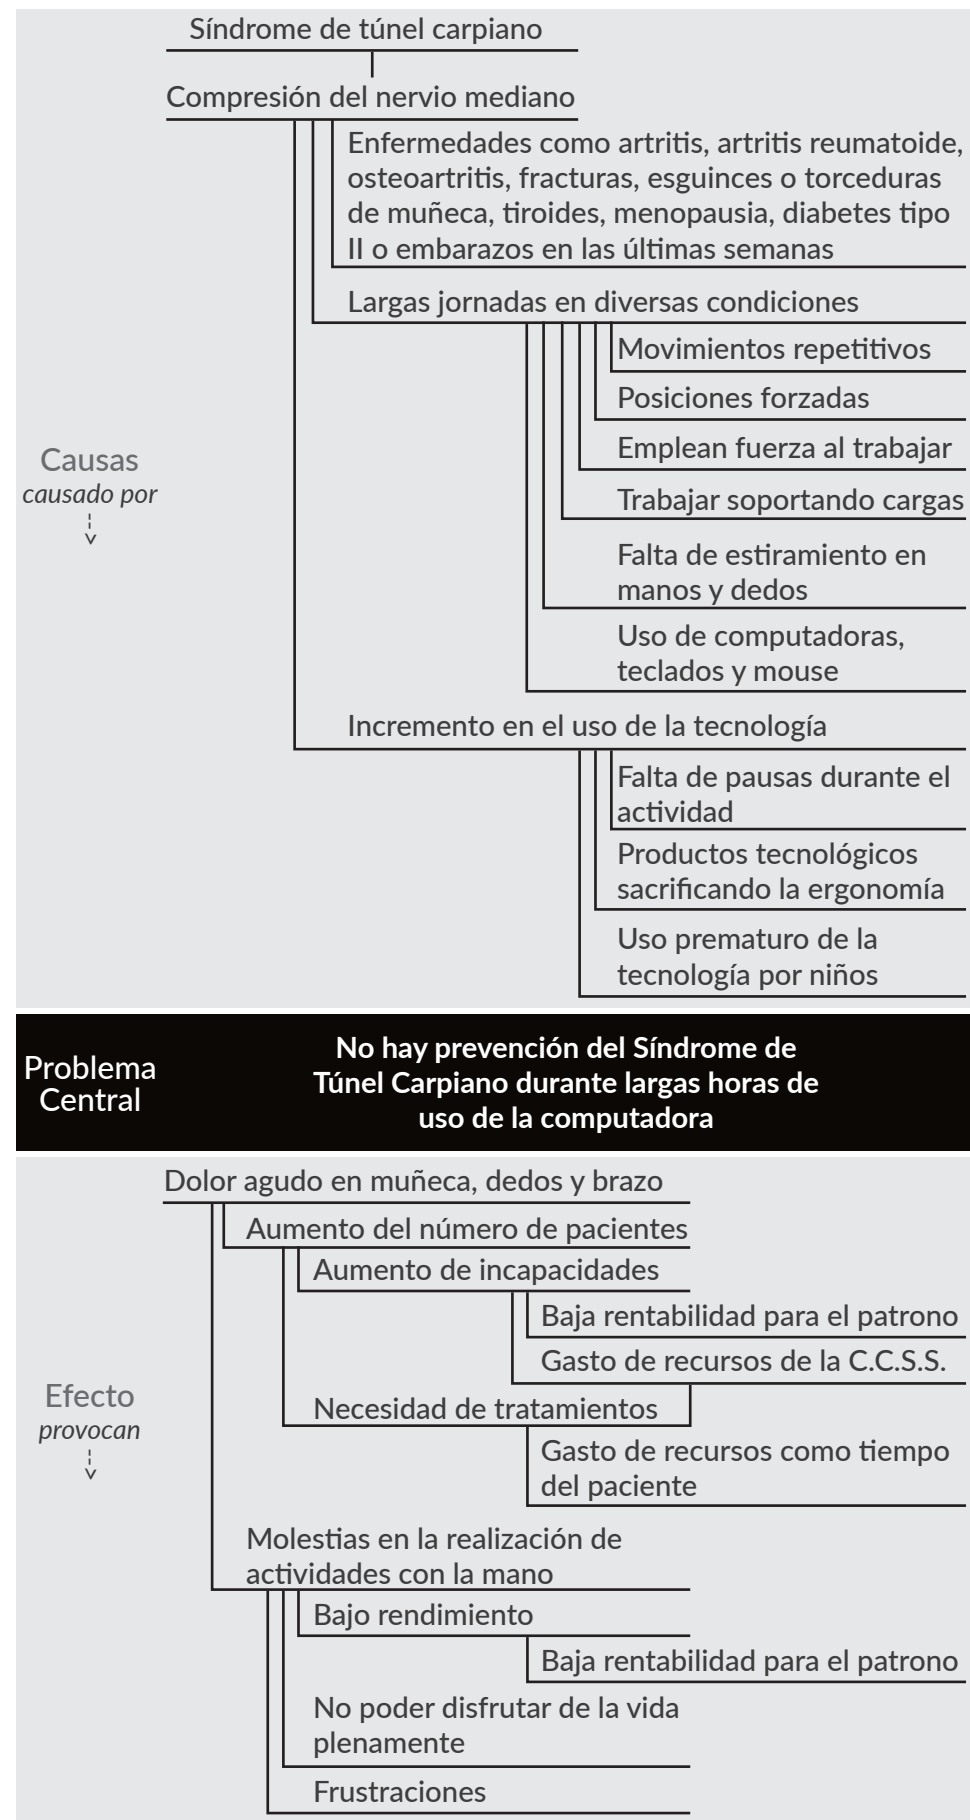 Síndrome de túnel carpiano
Compresión del nervio mediano
Enfermedades como artritis, artritis reumatoide,
osteoartritis, fracturas, esguinces o torceduras
de muñeca, tiroides, menopausia, diabetes tipo
II o embarazos en las últimas semanas
Largas jornadas en diversas condiciones
Movimientos repetitivos
Posiciones forzadas
Emplean fuerza al trabajar
Causas
causado por
Trabajar soportando cargas
Falta de estiramiento en
manos y dedos
Uso de computadoras,
teclados y mouse
Incremento en el uso de la tecnología
Falta de pausas durante el
actividad
Productos tecnológicos
sacrificando la ergonomía
Uso prematuro de la
tecnología por niños
Problema
Central
No hay prevención del Síndrome de
Túnel Carpiano durante largas horas de
uso de la computadora
Dolor agudo en muñeca, dedos y brazo
Aumento del número de pacientes
Aumento de incapacidades
Baja rentabilidad para el patrono
Gasto de recursos de la C.C.S.S.
Efecto
provocan
Necesidad de tratamientos
Gasto de recursos como tiempo
del paciente
Molestias en la realización de
actividades con la mano
Bajo rendimiento
Baja rentabilidad para el patrono
No poder disfrutar de la vida
plenamente
Frustraciones